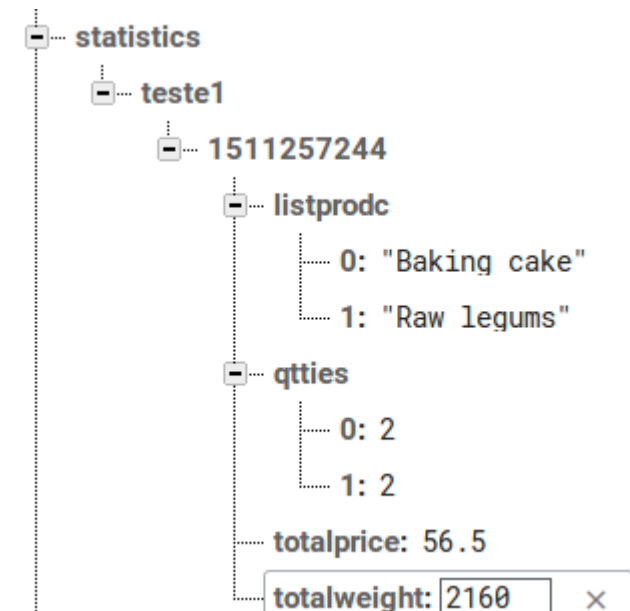 statistics
teste1
1511257244
listprodc
0: "Baking cake"
1: "Raw legums"
qtties
0: 2
1: 2
totalprice: 56.5
totalweight: 2160 ×